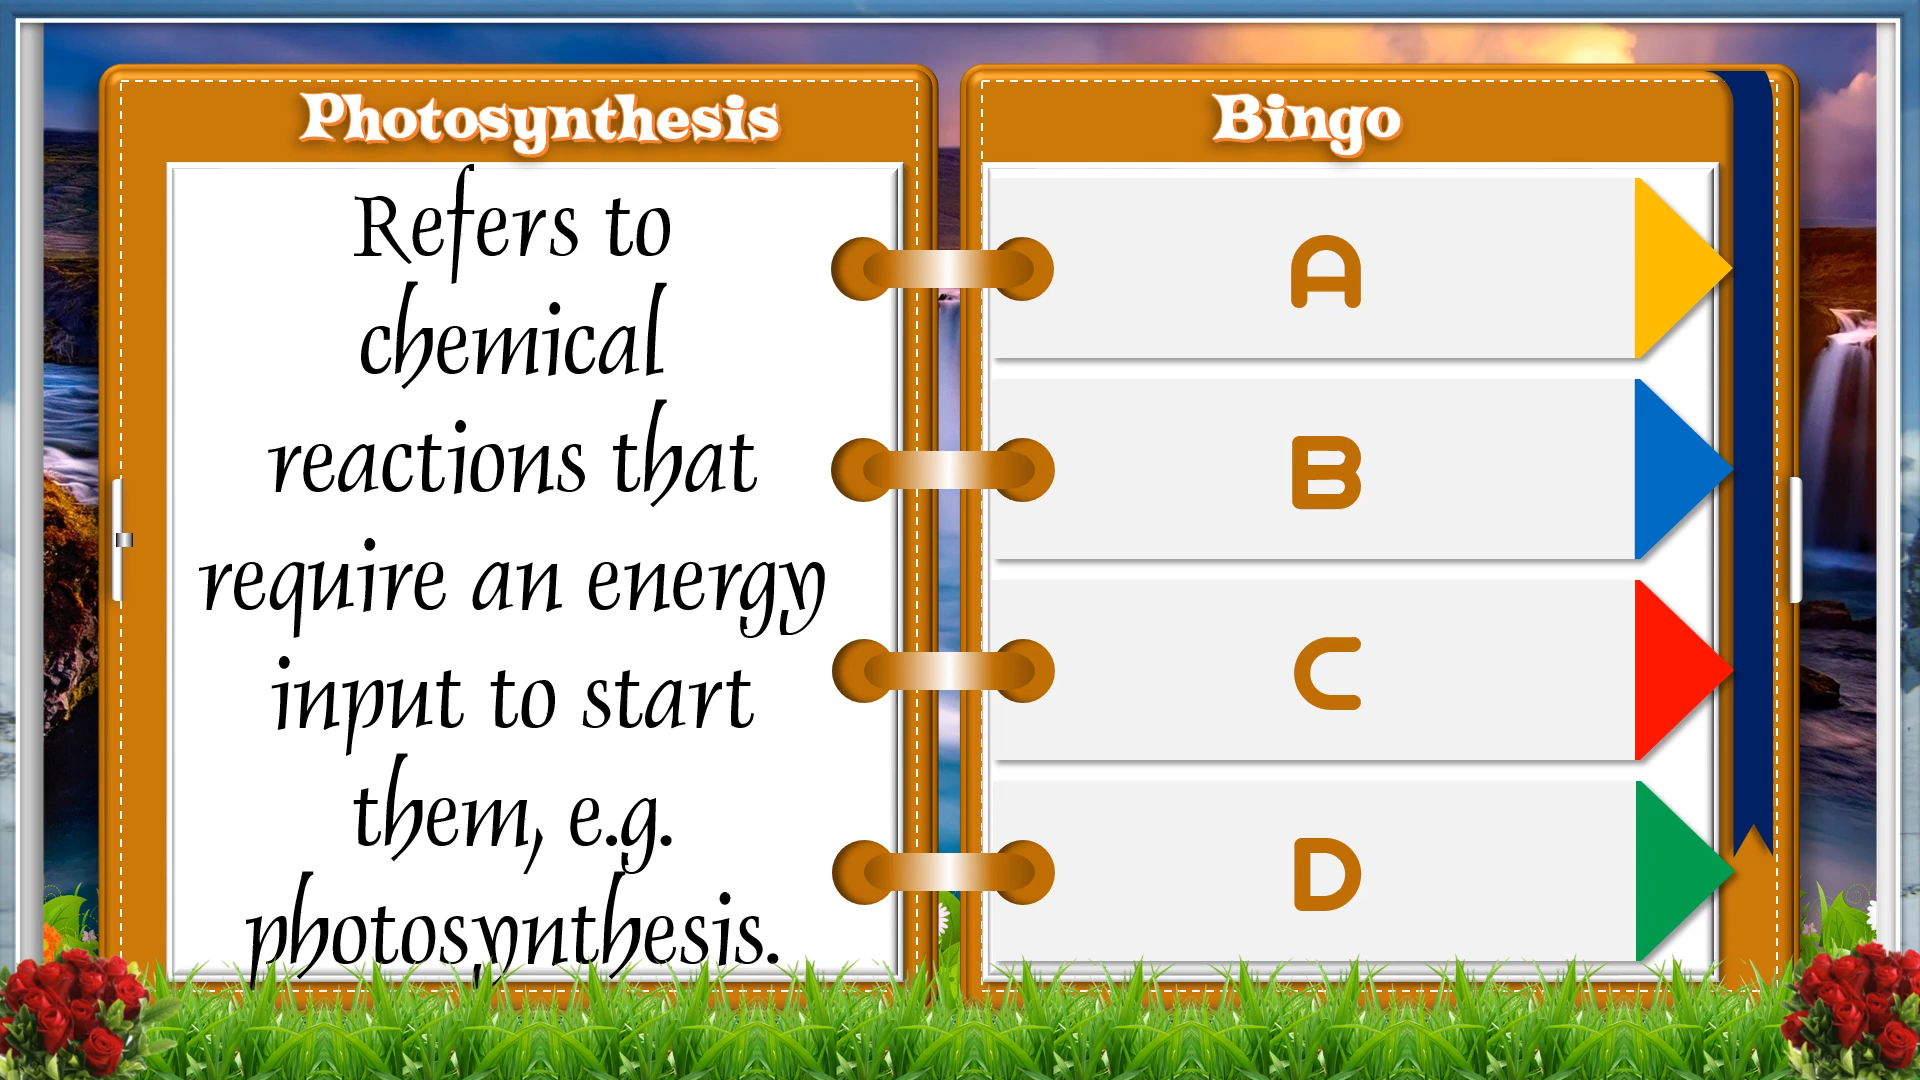 Photosynthesis
Refers to
chemical
reactions that
require an energy
input to start
them, e.g.
photosynthesis.
Bingo
A
B
C
D